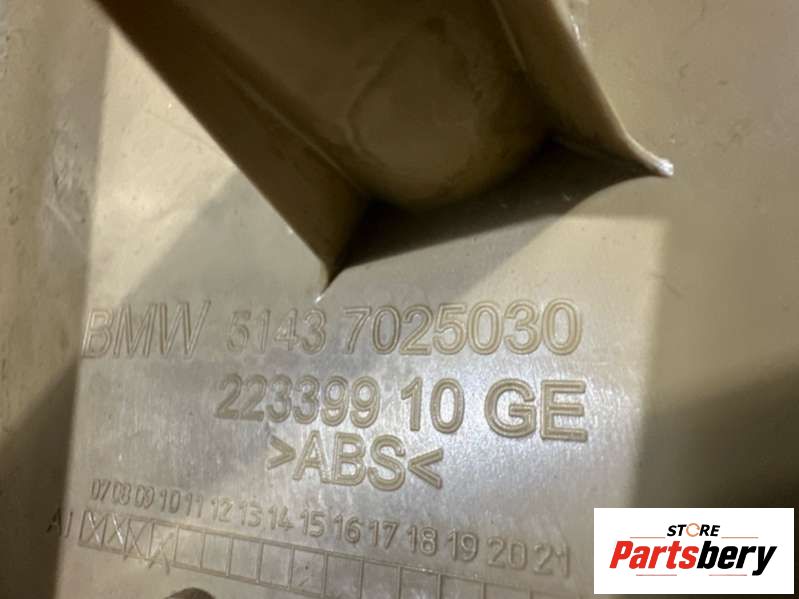 BMW 5143 7025030
223399 10 GE
>ABS<
07 08 09 10 11 12 13 14 15 16 17 18 19 20 21
AI
STORE
Partsbery